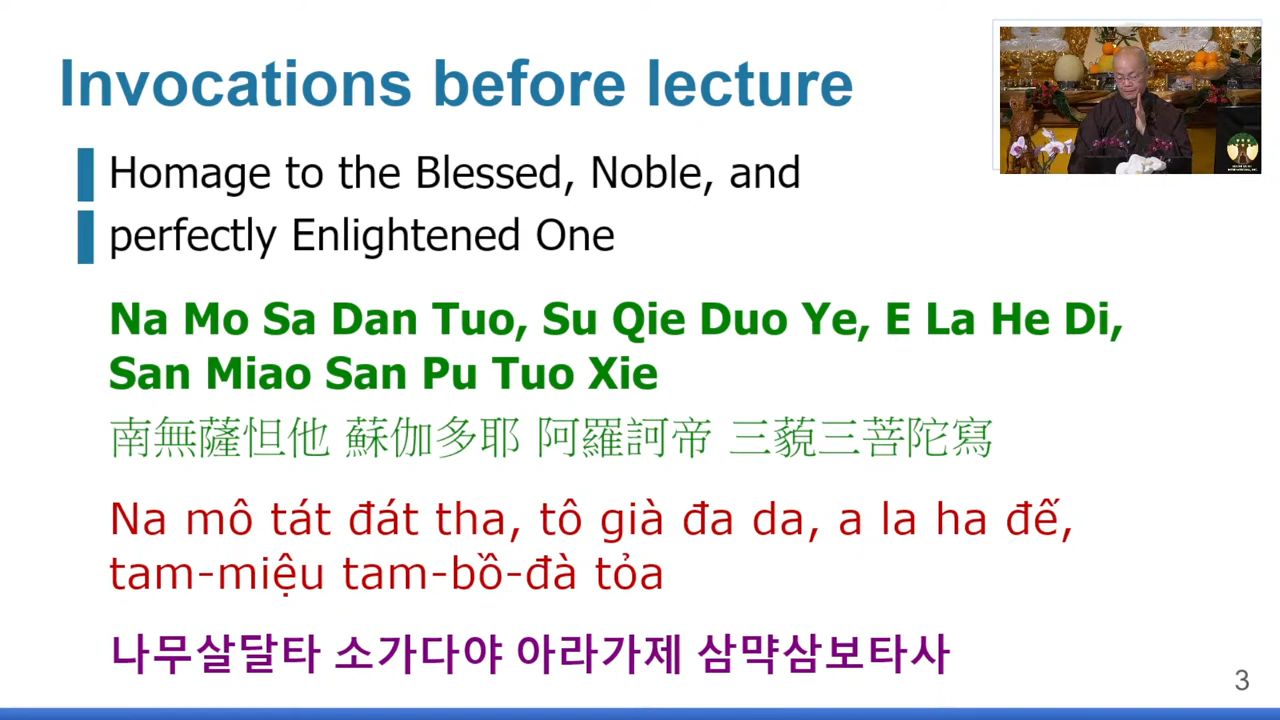 Invocations before lecture
Homage to the Blessed, Noble, and
perfectly Enlightened One
Na Mo Sa Dan Tuo, Su Qie Duo Ye, E La He Di,
San Miao San Pu Tuo Xie
南無薩怛他 蘇伽多耶 阿羅訶帝 三藐三菩陀寫
Na mô tát đát tha, tô già đa da, a la ha đế,
tam-miệu tam-bồ-đà tỏa
나무살달타 소가다야 아라가제 삼먁삼보타사
3